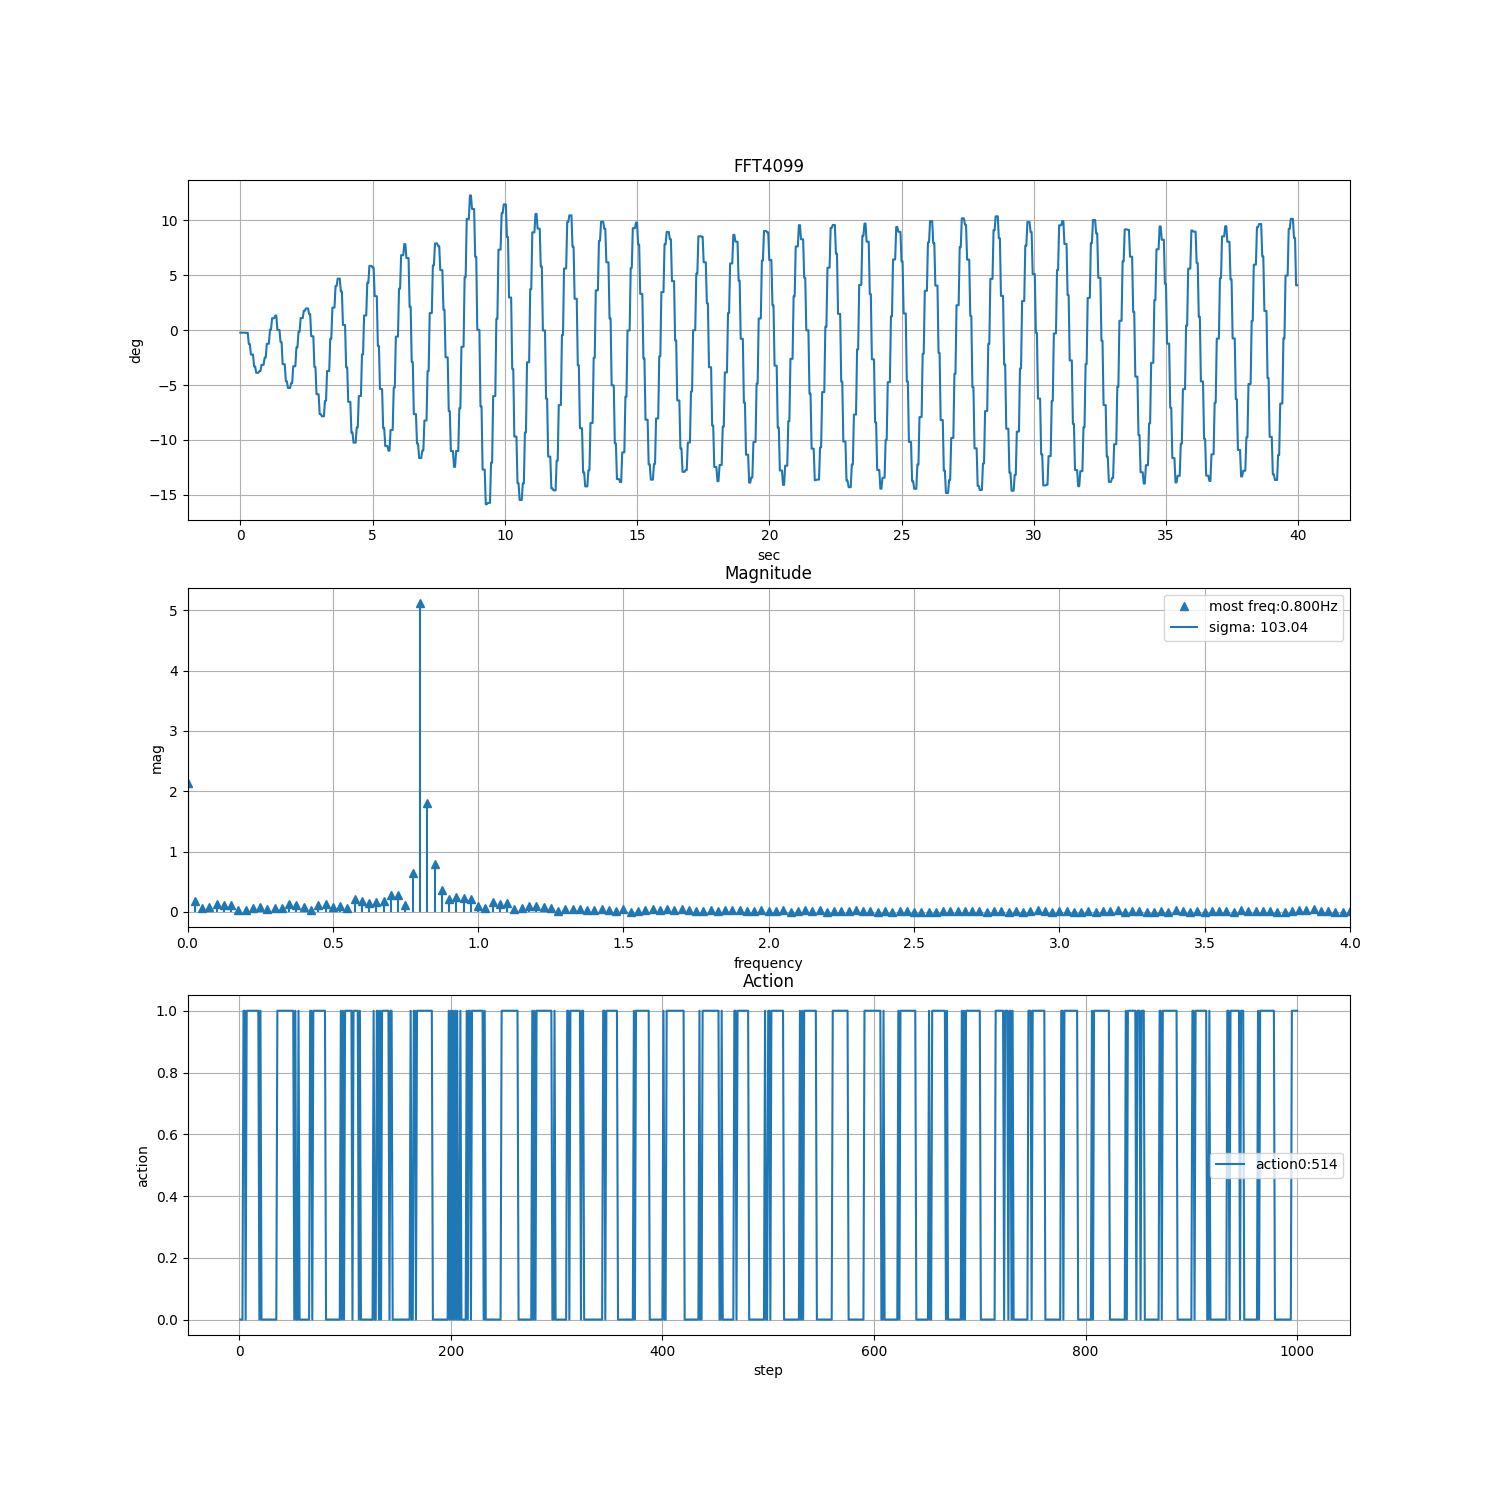 FFT4099
10
5
0
−5
−10
−15
deg
0 5 10 15 20 25 30 35 40
sec
Magnitude
most freq:0.800Hz
sigma: 103.04
5
4
3
2
1
0
mag
0.0 0.5 1.0 1.5 2.0 2.5 3.0 3.5 4.0
frequency
Action
1.0
0.8
0.6
0.4
0.2
0.0
action
action0:514
0 200 400 600 800 1000
step